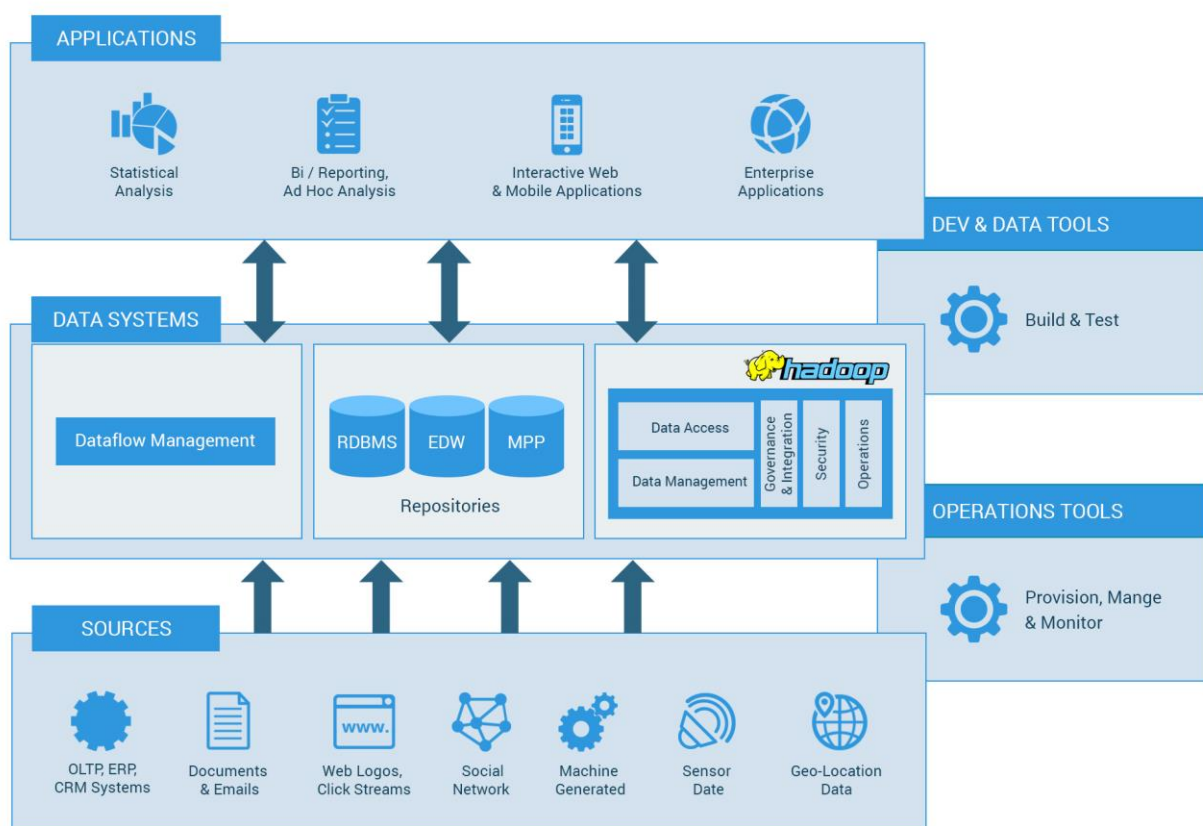 APPLICATIONS
Statistical
Analysis
Bi / Reporting,
Ad Hoc Analysis
Interactive Web
& Mobile Applications
Enterprise
Applications
DEV & DATA TOOLS
Build & Test
DATA SYSTEMS
Dataflow Management
RDBMS
EDW
MPP
Repositories
hadoop
Data Access
Data Management
Governance
& Integration
Security
Operations
OPERATIONS TOOLS
Provision, Mange
& Monitor
SOURCES
www.
OLTP, ERP,
CRM Systems
Documents
& Emails
Web Logos,
Click Streams
Social
Network
Machine
Generated
Sensor
Date
Geo-Location
Data